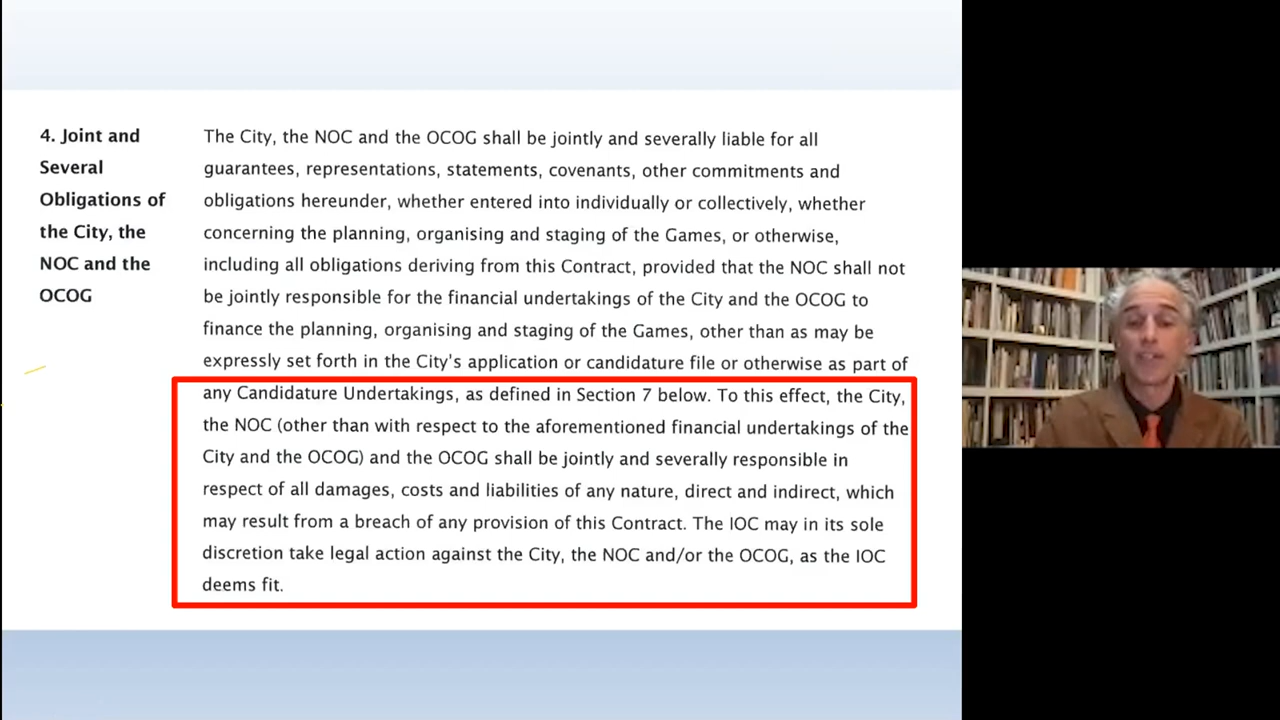 4. Joint and
Several
Obligations of
the City, the
NOC and the
OCOG
The City, the NOC and the OCOG shall be jointly and severally liable for all
guarantees, representations, statements, covenants, other commitments and
obligations hereunder, whether entered into individually or collectively, whether
concerning the planning, organising and staging of the Games, or otherwise,
including all obligations deriving from this Contract, provided that the NOC shall not
be jointly responsible for the financial undertakings of the City and the OCOG to
finance the planning, organising and staging of the Games, other than as may be
expressly set forth in the City's application or candidature file or otherwise as part of
any Candidature Undertakings, as defined in Section 7 below. To this effect, the City,
the NOC (other than with respect to the aforementioned financial undertakings of the
City and the OCOG) and the OCOG shall be jointly and severally responsible in
respect of all damages, costs and liabilities of any nature, direct and indirect, which
may result from a breach of any provision of this Contract. The IOC may in its sole
discretion take legal action against the City, the NOC and/or the OCOG, as the IOC
deems fit.